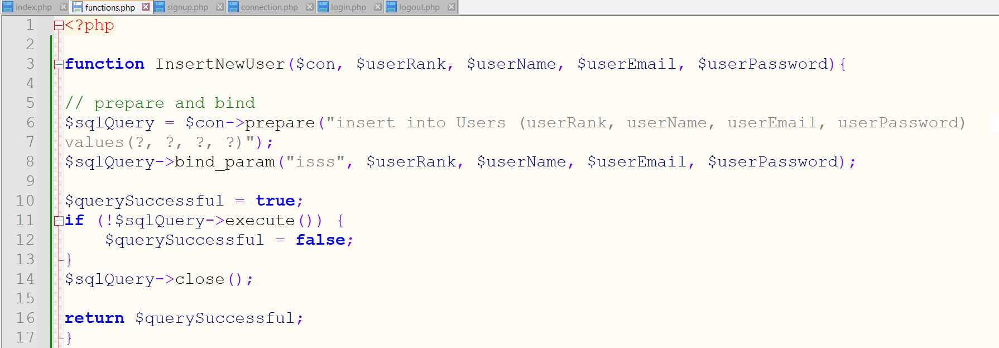 index.php functions.php signup.php connection.php login.php logout.php
1 <?php
2
3 function InsertNewUser($con, $userRank, $userName, $userEmail, $userPassword){
4
5 // prepare and bind
6 $sqlQuery = $con->prepare("insert into Users (userRank, userName, userEmail, userPassword)
7 values(?, ?, ?, ?)");
8 $sqlQuery->bind_param("isss", $userRank, $userName, $userEmail, $userPassword);
9
10 $querySuccessful = true;
11 if (!$sqlQuery->execute()) {
12     $querySuccessful = false;
13 }
14 $sqlQuery->close();
15
16 return $querySuccessful;
17 }